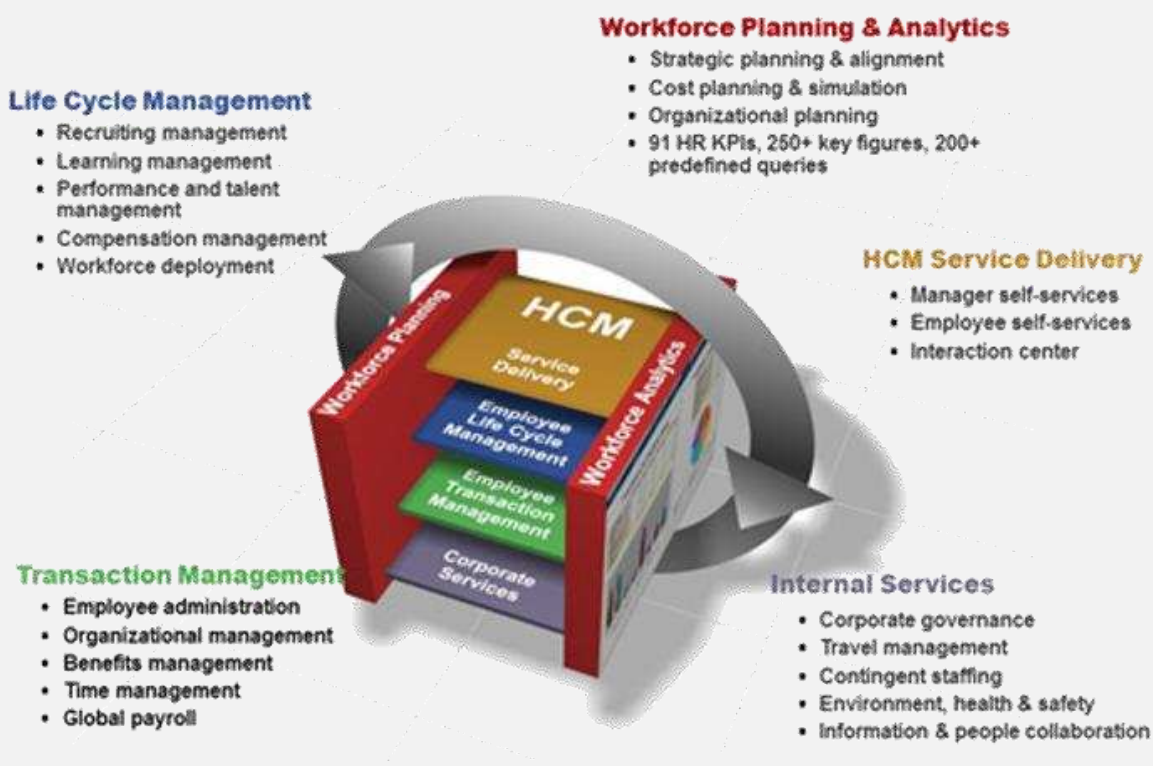 Workforce Planning & Analytics
▪ Strategic planning & alignment
▪ Cost planning & simulation
▪ Organizational planning
▪ 91 HR KPIs, 250+ key figures, 200+
predefined queries
Life Cycle Management
• Recruiting management
• Learning management
• Performance and talent
management
• Compensation management
• Workforce deployment
HCM Service Delivery
• Manager self-services
• Employee self-services
• Interaction center
Workforce Planning
HCM
Service
Delivery
Employee
Life Cycle
Management
Employee
Transaction
Management
Corporate
Services
Workforce Analytics
Transaction Management
• Employee administration
• Organizational management
• Benefits management
• Time management
• Global payroll
Internal Services
▪ Corporate governance
▪ Travel management
▪ Contingent staffing
▪ Environment, health & safety
▪ Information & people collaboration